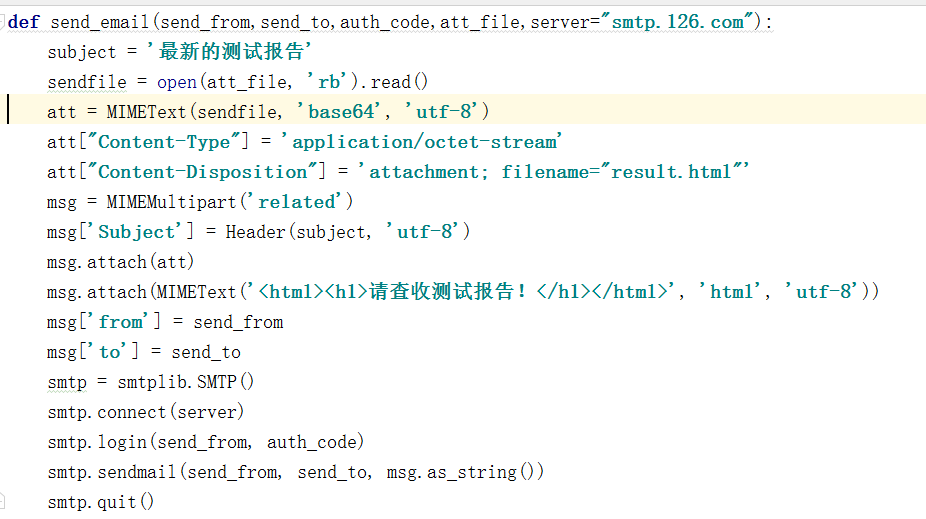 def send_email(send_from,send_to,auth_code,att_file,server="smtp.126.com"):
    subject = '最新的测试报告'
    sendfile = open(att_file, 'rb').read()
    att = MIMEText(sendfile, 'base64', 'utf-8')
    att["Content-Type"] = 'application/octet-stream'
    att["Content-Disposition"] = 'attachment; filename="result.html"'
    msg = MIMEMultipart('related')
    msg['Subject'] = Header(subject, 'utf-8')
    msg.attach(att)
    msg.attach(MIMEText('<html><h1>请查收测试报告！</h1></html>', 'html', 'utf-8'))
    msg['from'] = send_from
    msg['to'] = send_to
    smtp = smtplib.SMTP()
    smtp.connect(server)
    smtp.login(send_from, auth_code)
    smtp.sendmail(send_from, send_to, msg.as_string())
    smtp.quit()